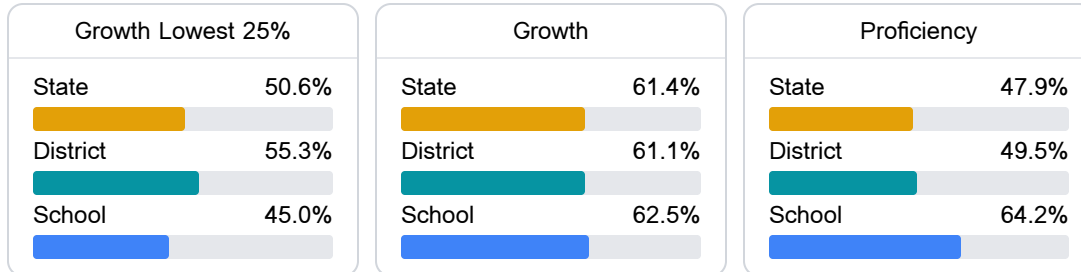 Growth Lowest 25%
State 50.6%
District 55.3%
School 45.0%
Growth
State 61.4%
District 61.1%
School 62.5%
Proficiency
State 47.9%
District 49.5%
School 64.2%